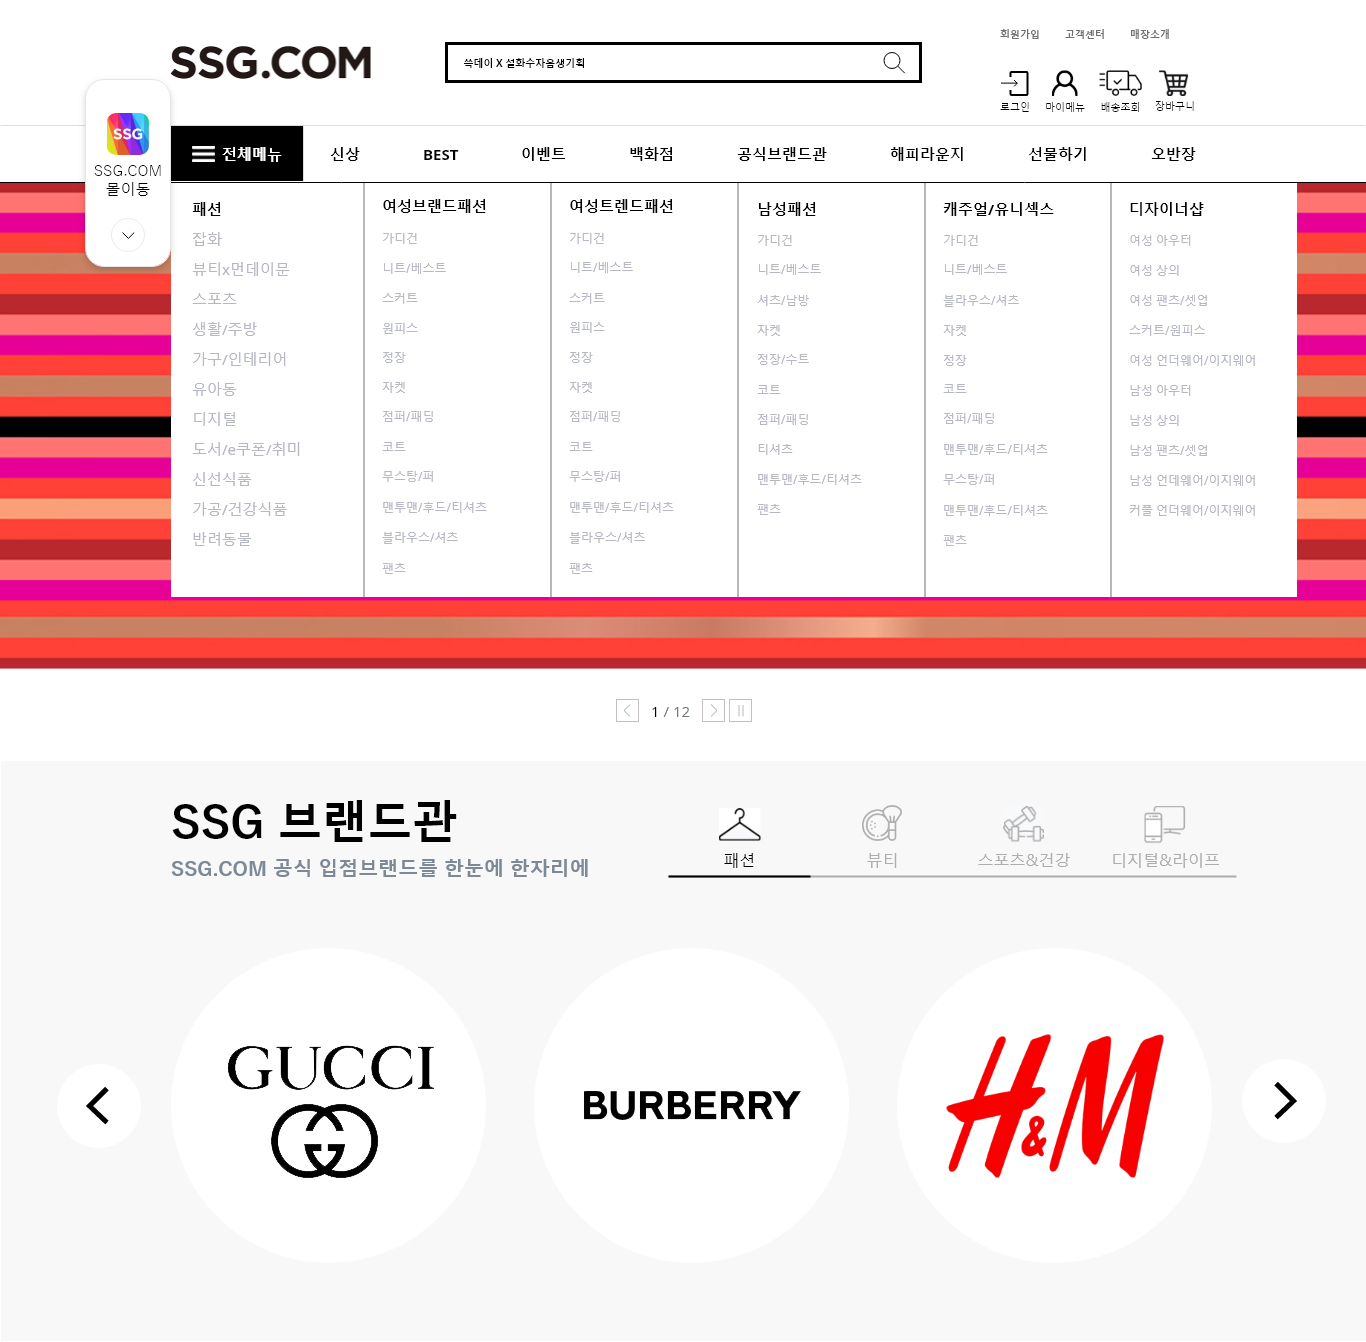 회원가입 고객센터 매장소개
SSG.COM
쓱데이 X 설화수자음생기획
로그인 마이메뉴 배송조회 장바구니
SSG
SSG.COM
몰이동
전체메뉴 신상 BEST 이벤트 백화점 공식브랜드관 해피라운지 선물하기 오반장
패션
잡화
뷰티x먼데이문
스포츠
생활/주방
가구/인테리어
유아동
디지털
도서/e쿠폰/취미
신선식품
가공/건강식품
반려동물
여성브랜드패션
가디건
니트/베스트
스커트
원피스
정장
자켓
점퍼/패딩
코트
무스탕/퍼
맨투맨/후드/티셔츠
블라우스/셔츠
팬츠
여성트렌드패션
가디건
니트/베스트
스커트
원피스
정장
자켓
점퍼/패딩
코트
무스탕/퍼
맨투맨/후드/티셔츠
블라우스/셔츠
팬츠
남성패션
가디건
니트/베스트
셔츠/남방
자켓
정장/수트
코트
점퍼/패딩
티셔츠
맨투맨/후드/티셔츠
팬츠
캐주얼/유니섹스
가디건
니트/베스트
블라우스/셔츠
자켓
정장
코트
점퍼/패딩
맨투맨/후드/티셔츠
무스탕/퍼
맨투맨/후드/티셔츠
팬츠
디자이너샵
여성 아우터
여성 상의
여성 팬츠/셋업
스커트/원피스
여성 언더웨어/이지웨어
남성 아우터
남성 상의
남성 팬츠/셋업
남성 언데웨어/이지웨어
커플 언더웨어/이지웨어
1 / 12
SSG 브랜드관
SSG.COM 공식 입점브랜드를 한눈에 한자리에
패션 뷰티 스포츠&건강 디지털&라이프
GUCCI
BURBERRY
H&M